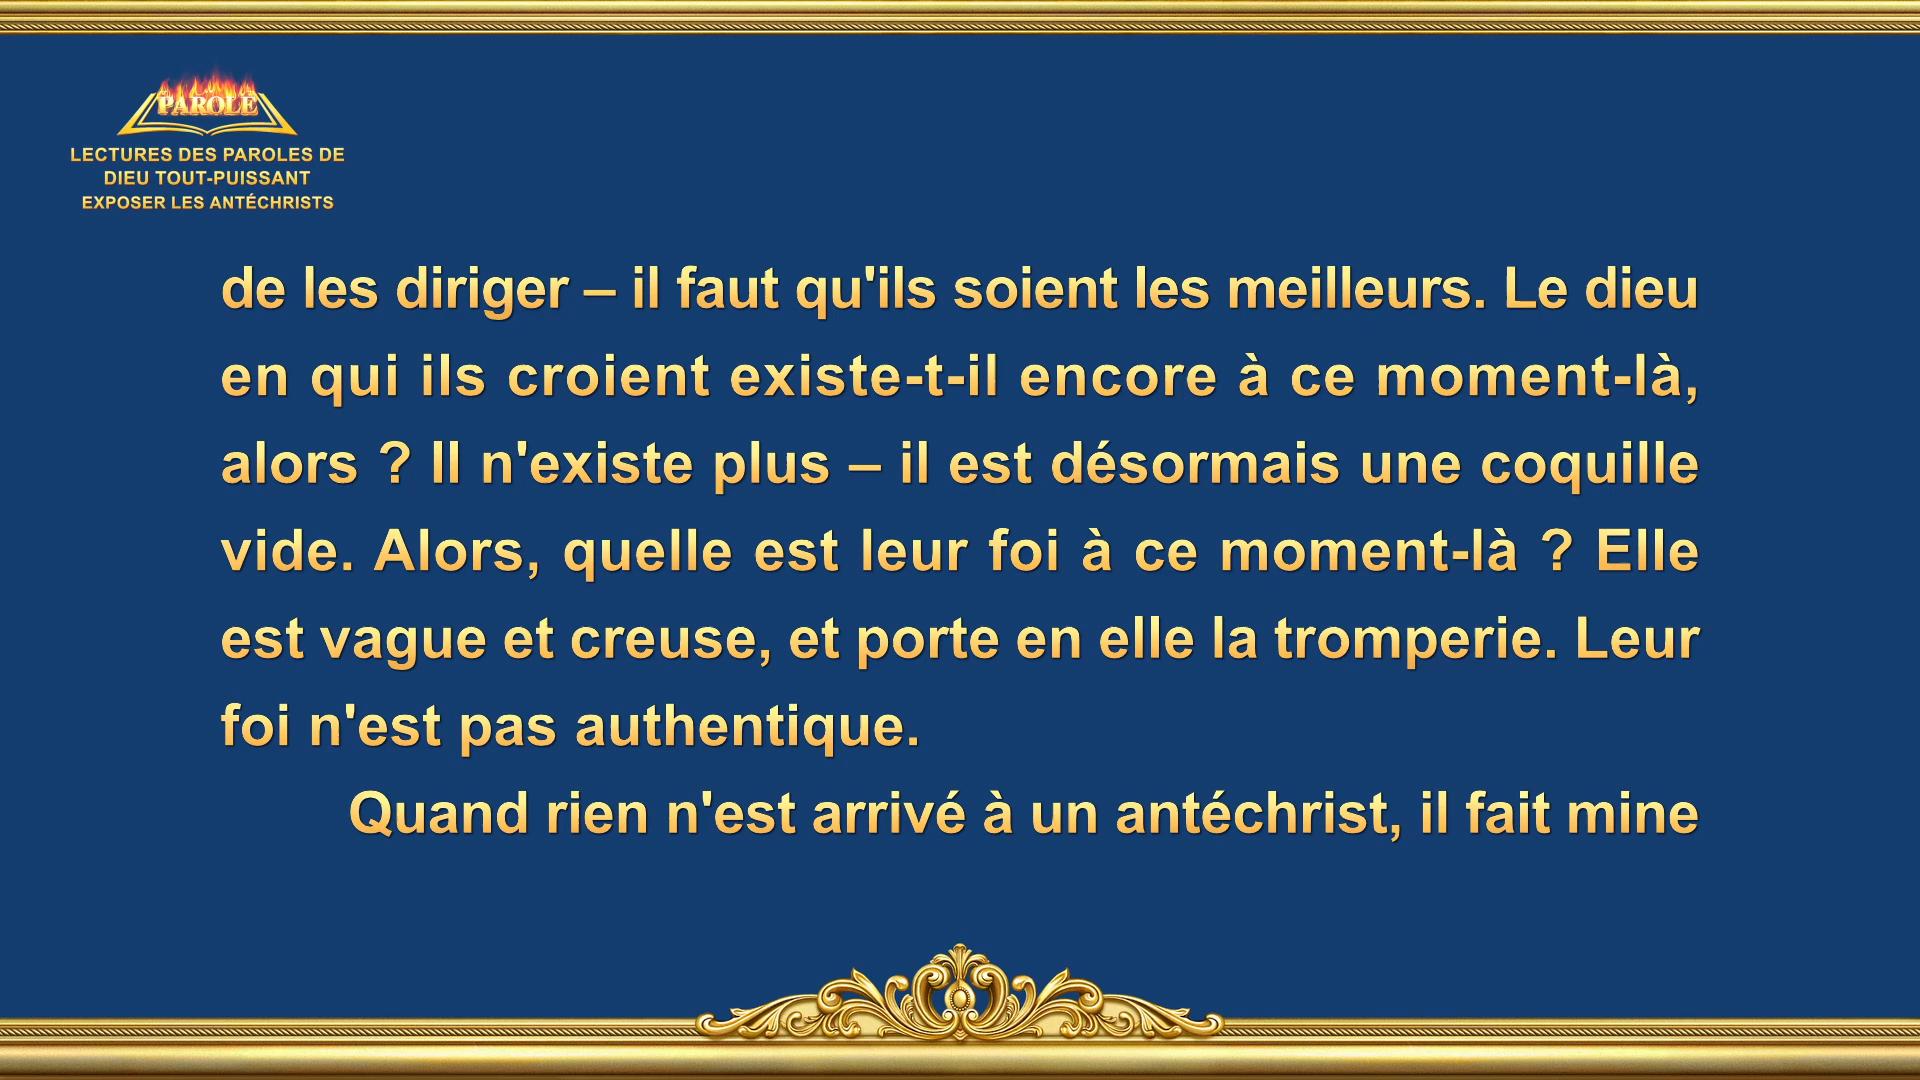 PAROLE
LECTURES DES PAROLES DE
DIEU TOUT-PUISSANT
EXPOSER LES ANTÉCHRISTS
de les diriger – il faut qu'ils soient les meilleurs. Le dieu
en qui ils croient existe-t-il encore à ce moment-là,
alors ? Il n'existe plus – il est désormais une coquille
vide. Alors, quelle est leur foi à ce moment-là ? Elle
est vague et creuse, et porte en elle la tromperie. Leur
foi n'est pas authentique.
Quand rien n'est arrivé à un antéchrist, il fait mine